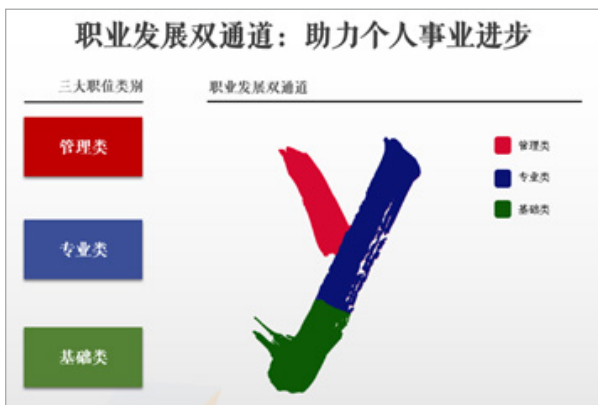 职业发展双通道：助力个人事业进步
三大职位类别
职业发展双通道
管理类
专业类
基础类
管理类
专业类
基础类